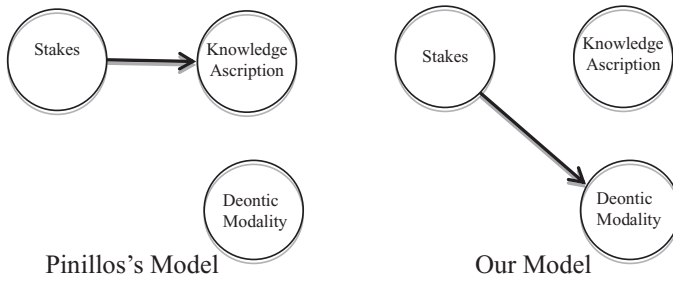 Stakes
Knowledge
Ascription
Deontic
Modality
Pinillos's Model
Stakes
Knowledge
Ascription
Deontic
Modality
Our Model